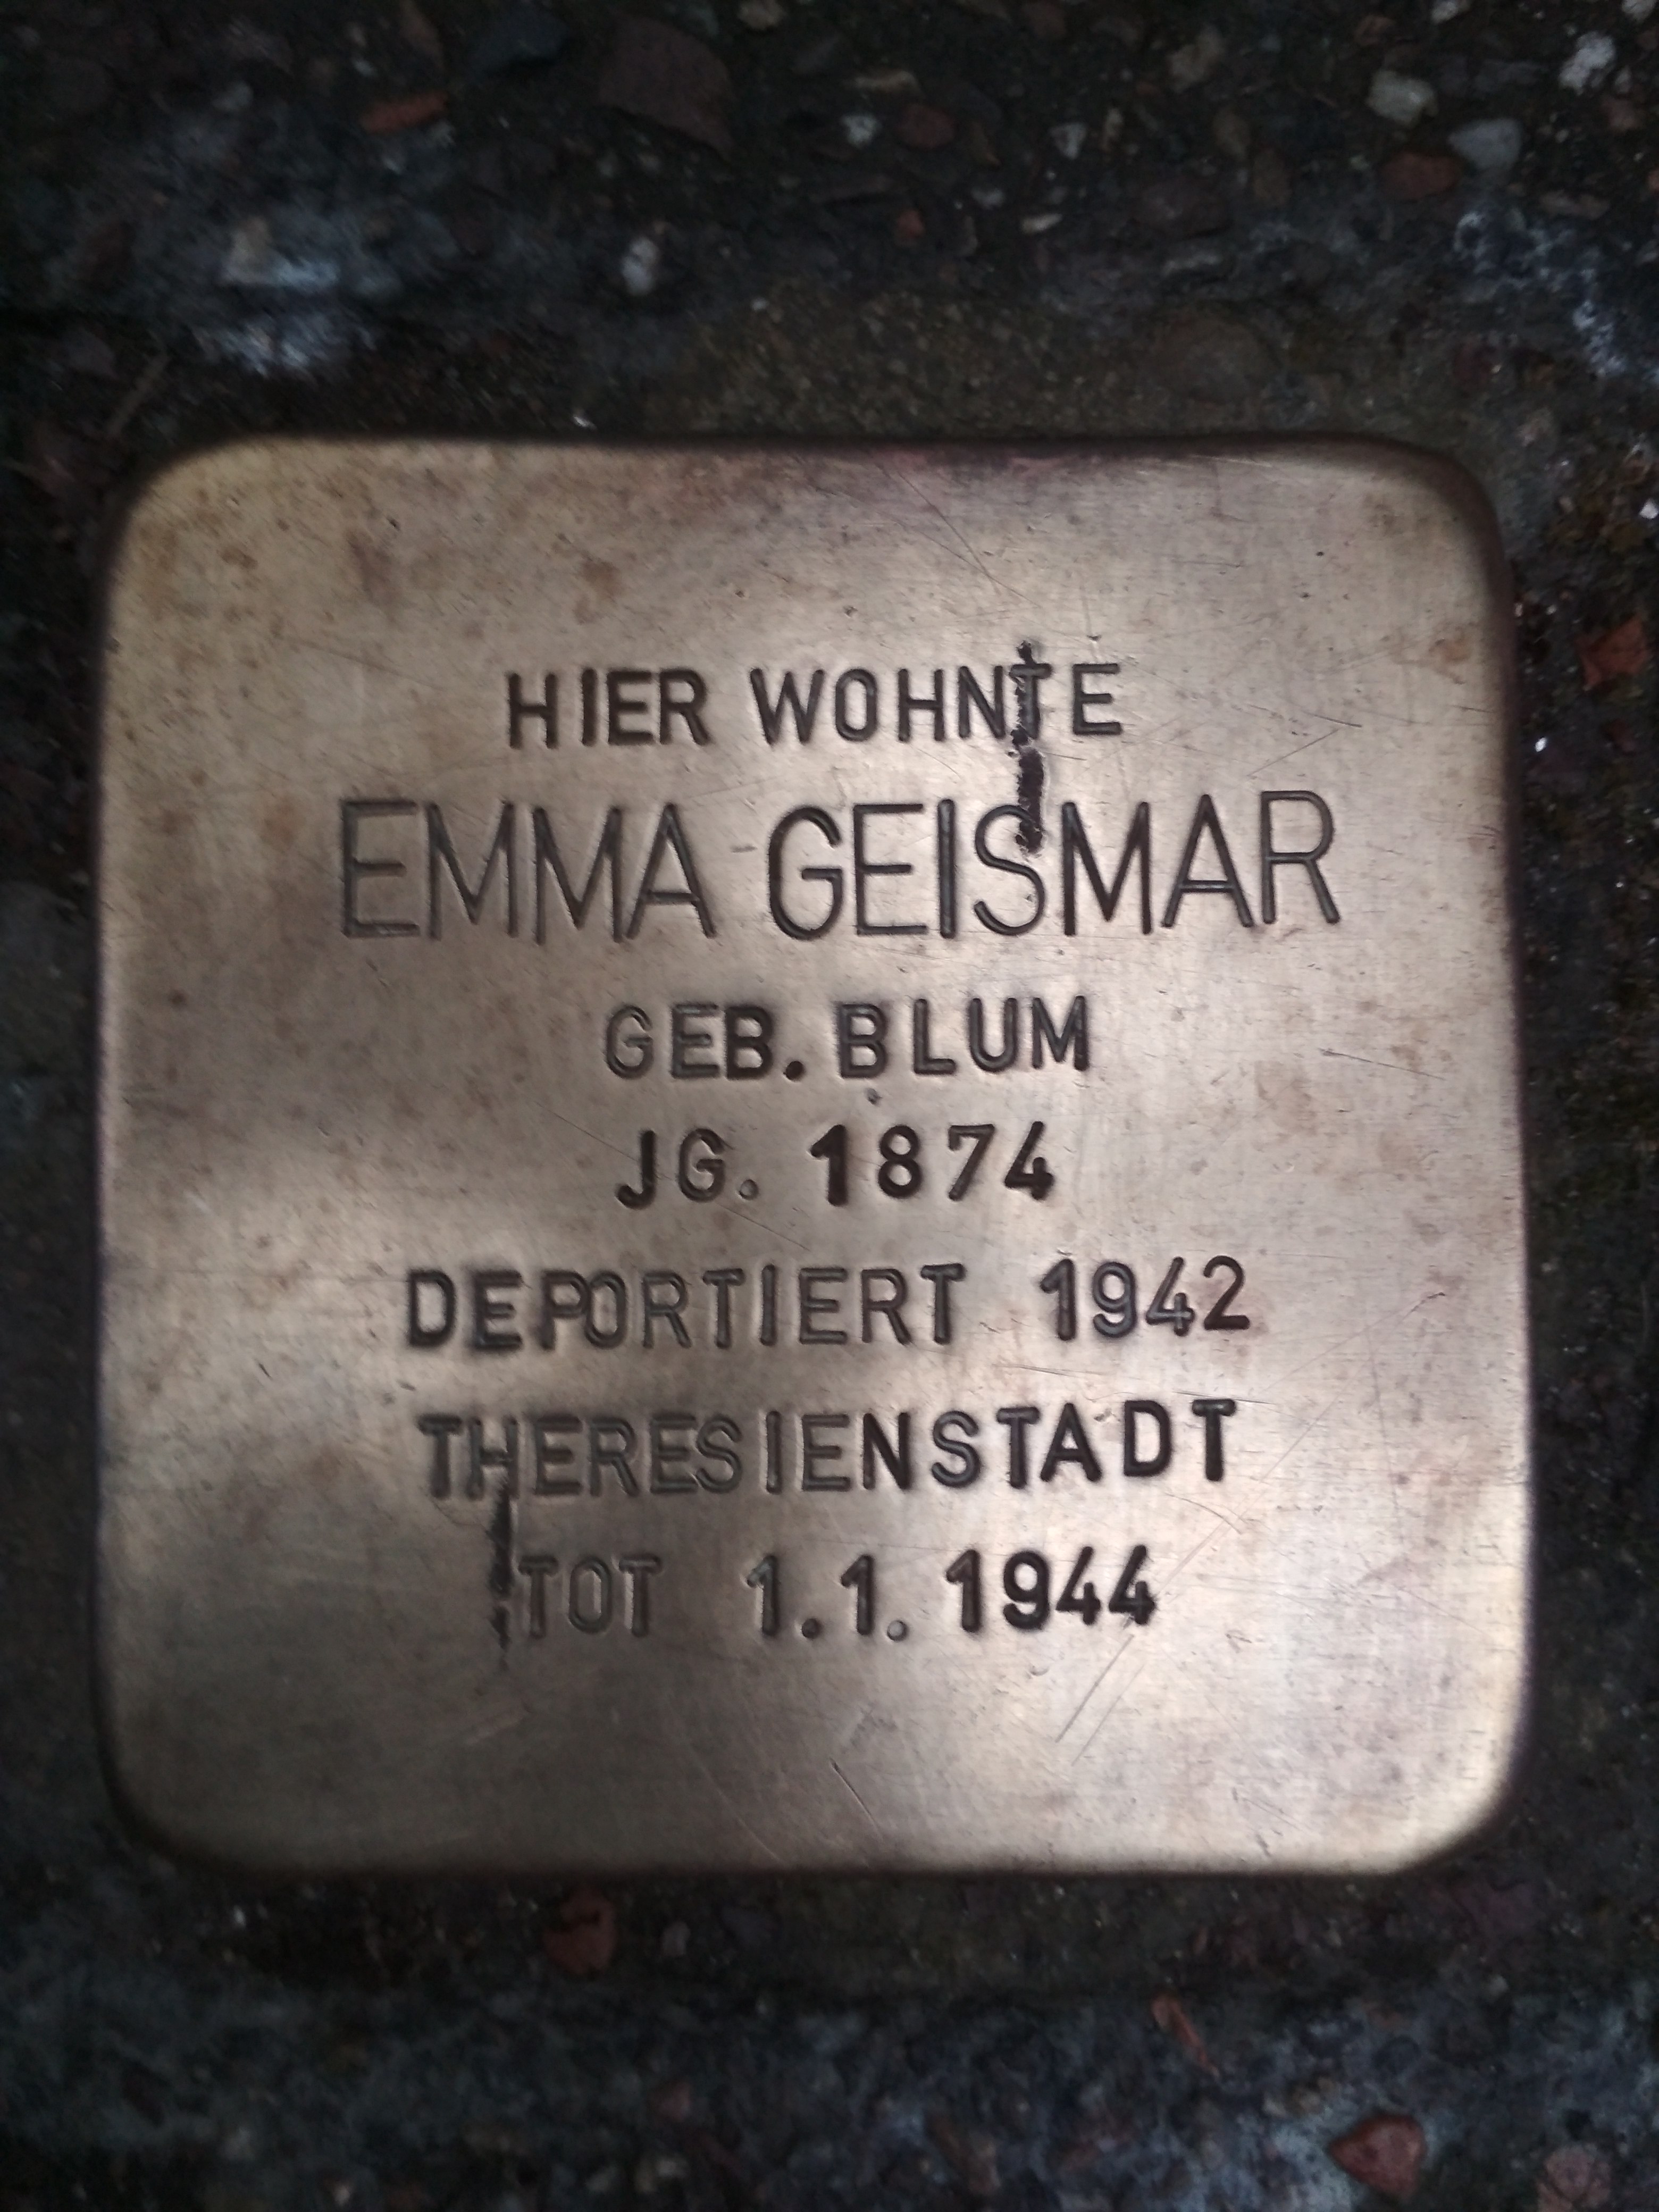 HIER WOHNTE
EMMA GEISMAR
GEB. BLUM
JG. 1874
DEPORTIERT 1942
THERESIENSTADT
TOT 1.1.1944